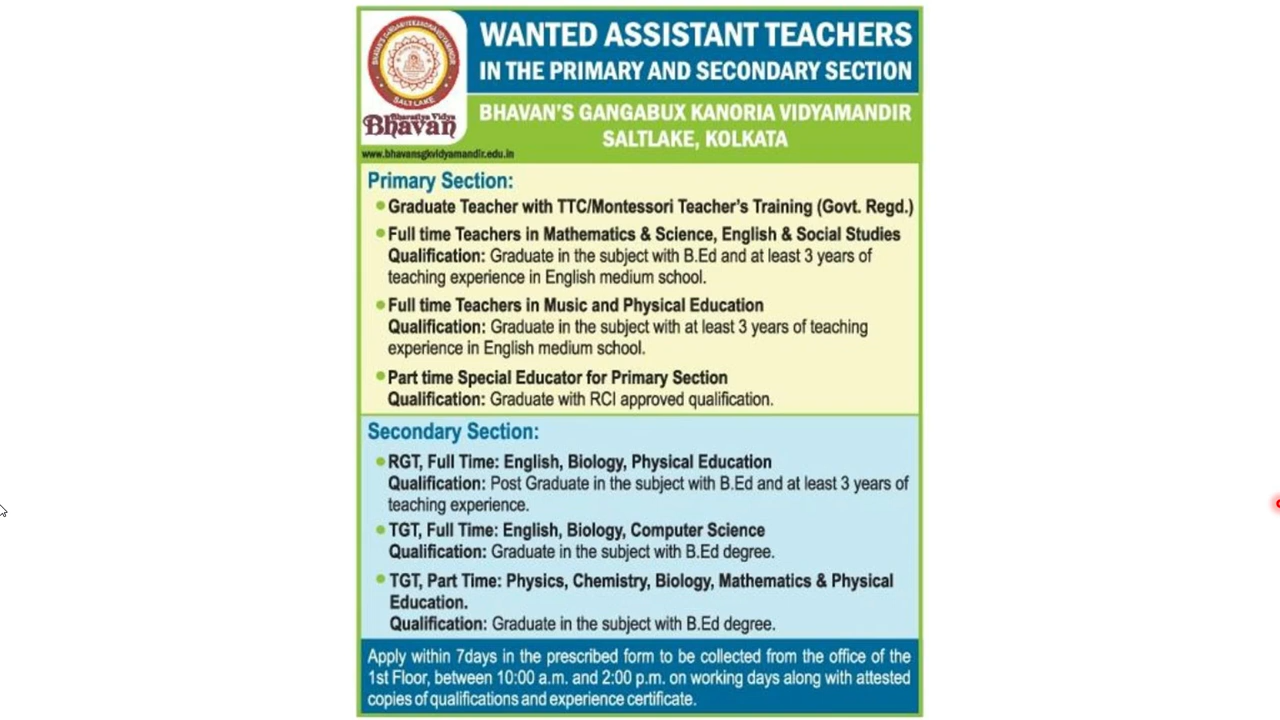 WANTED ASSISTANT TEACHERS
IN THE PRIMARY AND SECONDARY SECTION
BHAVAN'S GANGABUX KANORIA VIDYAMANDIR
SALTLAKE, KOLKATA
BHAVAN'S GANGABUX KANORIA VIDYAMANDIR
SALT LAKE
Bharatiya Vidya
Bhavan
www.bhavansgkvidyamandir.edu.in
Primary Section:
Graduate Teacher with TTC/Montessori Teacher's Training (Govt. Regd.)
Full time Teachers in Mathematics & Science, English & Social Studies
Qualification: Graduate in the subject with B.Ed and at least 3 years of
teaching experience in English medium school.
Full time Teachers in Music and Physical Education
Qualification: Graduate in the subject with at least 3 years of teaching
experience in English medium school.
Part time Special Educator for Primary Section
Qualification: Graduate with RCI approved qualification.
Secondary Section:
RGT, Full Time: English, Biology, Physical Education
Qualification: Post Graduate in the subject with B.Ed and at least 3 years of
teaching experience.
TGT, Full Time: English, Biology, Computer Science
Qualification: Graduate in the subject with B.Ed degree.
TGT, Part Time: Physics, Chemistry, Biology, Mathematics & Physical
Education.
Qualification: Graduate in the subject with B.Ed degree.
Apply within 7days in the prescribed form to be collected from the office of the
1st Floor, between 10:00 a.m. and 2:00 p.m. on working days along with attested
copies of qualifications and experience certificate.